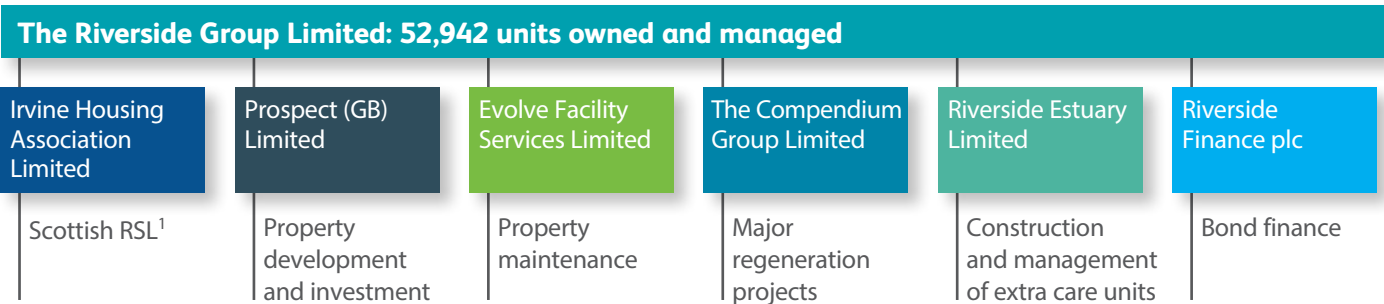 The Riverside Group Limited: 52,942 units owned and managed
Irvine Housing
Association
Limited
Scottish RSL¹
Prospect (GB)
Limited
Property
development
and investment
Evolve Facility
Services Limited
Property
maintenance
The Compendium
Group Limited
Major
regeneration
projects
Riverside Estuary
Limited
Construction
and management
of extra care units
Riverside
Finance plc
Bond finance